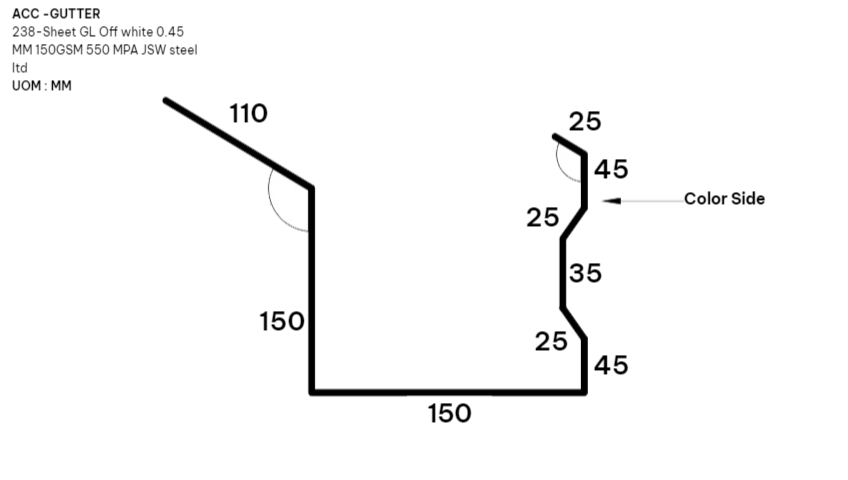 ACC -GUTTER
238-Sheet GL Off white 0.45
MM 150GSM 550 MPA JSW steel
ltd
UOM : MM
110
25
45
Color Side
25
35
150
25
45
150